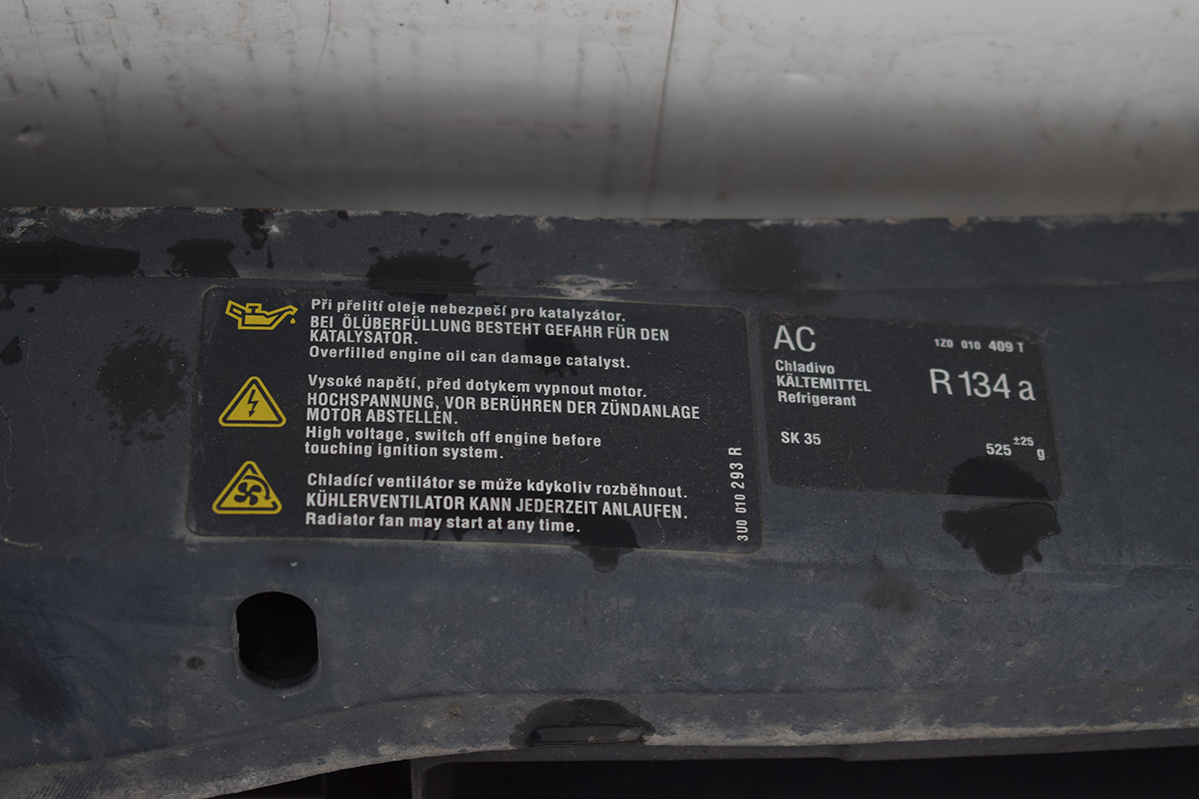 Při přelití oleje nebezpečí pro katalyzátor.
BEI ÖLÜBERFÜLLUNG BESTEHT GEFAHR FÜR DEN
KATALYSATOR.
Overfilled engine oil can damage catalyst.
Vysoké napětí, před dotykem vypnout motor.
HOCHSPANNUNG, VOR BERÜHREN DER ZÜNDANLAGE
MOTOR ABSTELLEN.
High voltage, switch off engine before
touching ignition system.
Chladící ventilátor se může kdykoliv rozběhnout.
KÜHLERVENTILATOR KANN JEDERZEIT ANLAUFEN.
Radiator fan may start at any time.
3U0 010 293 R
AC
1Z0 010 409 T
Chladivo
KÄLTEMITTEL
Refrigerant
R 134 a
SK 35
525 ±25 g